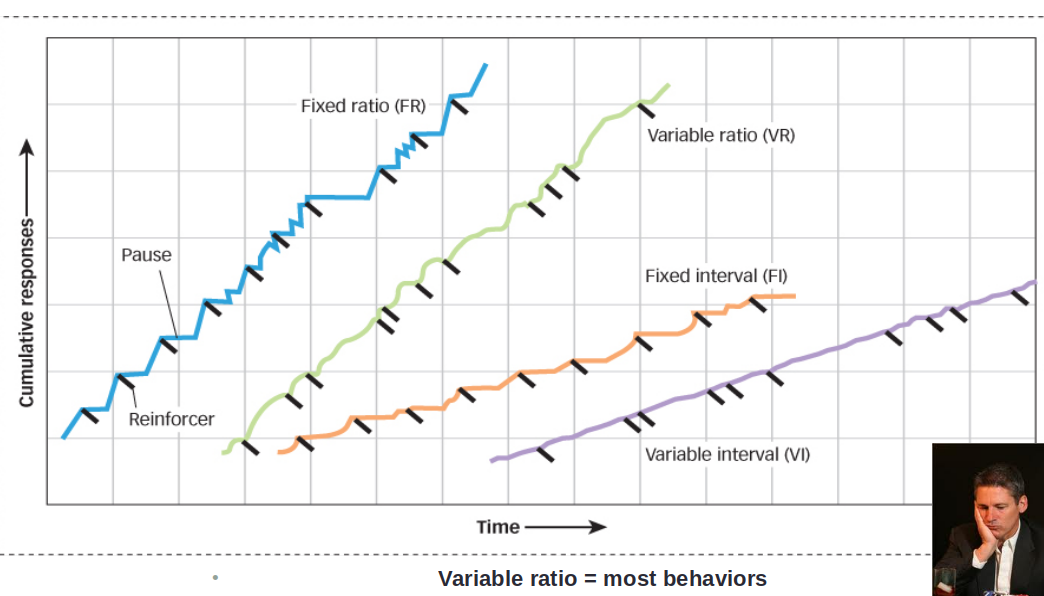 Fixed ratio (FR)
Variable ratio (VR)
Pause
Fixed interval (FI)
Reinforcer
Variable interval (VI)
Cumulative responses
Time
• Variable ratio = most behaviors